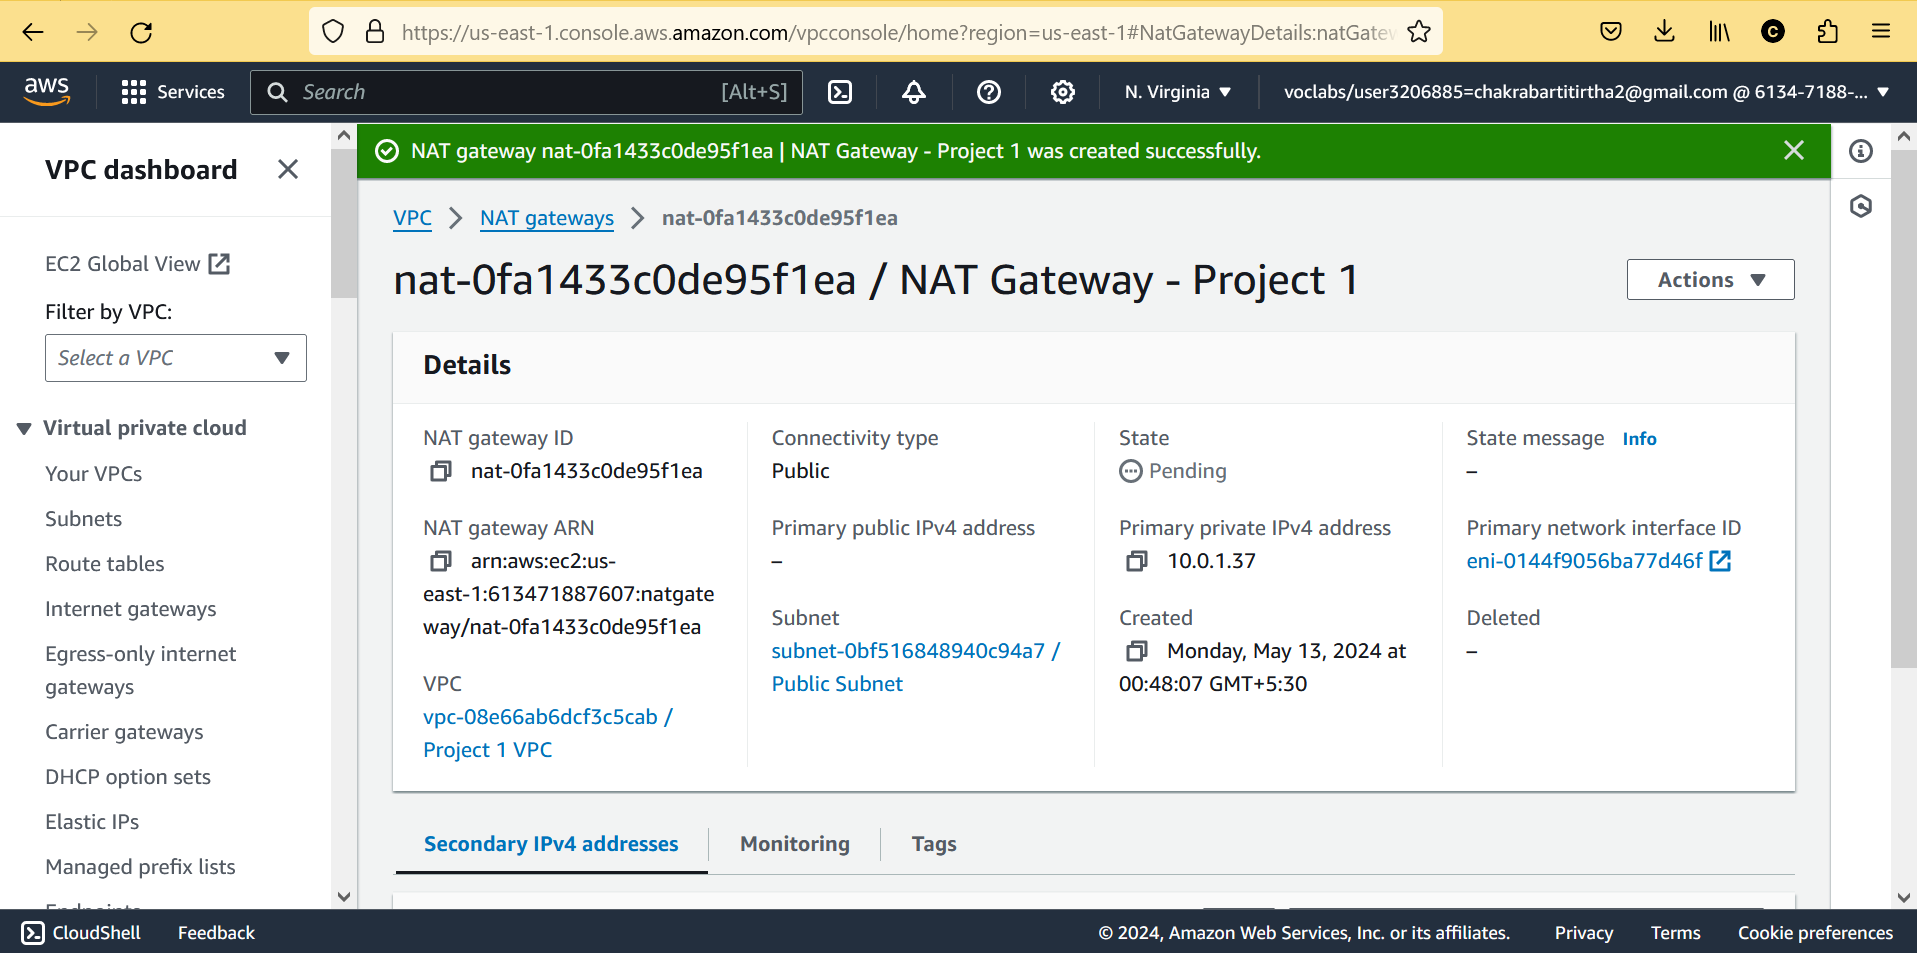 https://us-east-1.console.aws.amazon.com/vpcconsole/home?region=us-east-1#NatGatewayDetails:natGatew
aws
Services
Search
[Alt+S]
N. Virginia
voclabs/user3206885=chakrabartitirtha2@gmail.com @ 6134-7188-...
VPC dashboard
EC2 Global View
Filter by VPC:
Select a VPC
Virtual private cloud
Your VPCs
Subnets
Route tables
Internet gateways
Egress-only internet
gateways
Carrier gateways
DHCP option sets
Elastic IPs
Managed prefix lists
Endpoints
NAT gateway nat-0fa1433c0de95f1ea | NAT Gateway - Project 1 was created successfully.
VPC
NAT gateways
nat-0fa1433c0de95f1ea
nat-0fa1433c0de95f1ea / NAT Gateway - Project 1
Actions
Details
NAT gateway ID
nat-0fa1433c0de95f1ea
NAT gateway ARN
arn:aws:ec2:us-
east-1:613471887607:natgate
way/nat-0fa1433c0de95f1ea
VPC
vpc-08e66ab6dcf3c5cab /
Project 1 VPC
Connectivity type
Public
Primary public IPv4 address
–
Subnet
subnet-0bf516848940c94a7 /
Public Subnet
State
Pending
Primary private IPv4 address
10.0.1.37
Created
Monday, May 13, 2024 at
00:48:07 GMT+5:30
State message Info
–
Primary network interface ID
eni-0144f9056ba77d46f
Deleted
–
Secondary IPv4 addresses
Monitoring
Tags
CloudShell
Feedback
© 2024, Amazon Web Services, Inc. or its affiliates.
Privacy
Terms
Cookie preferences